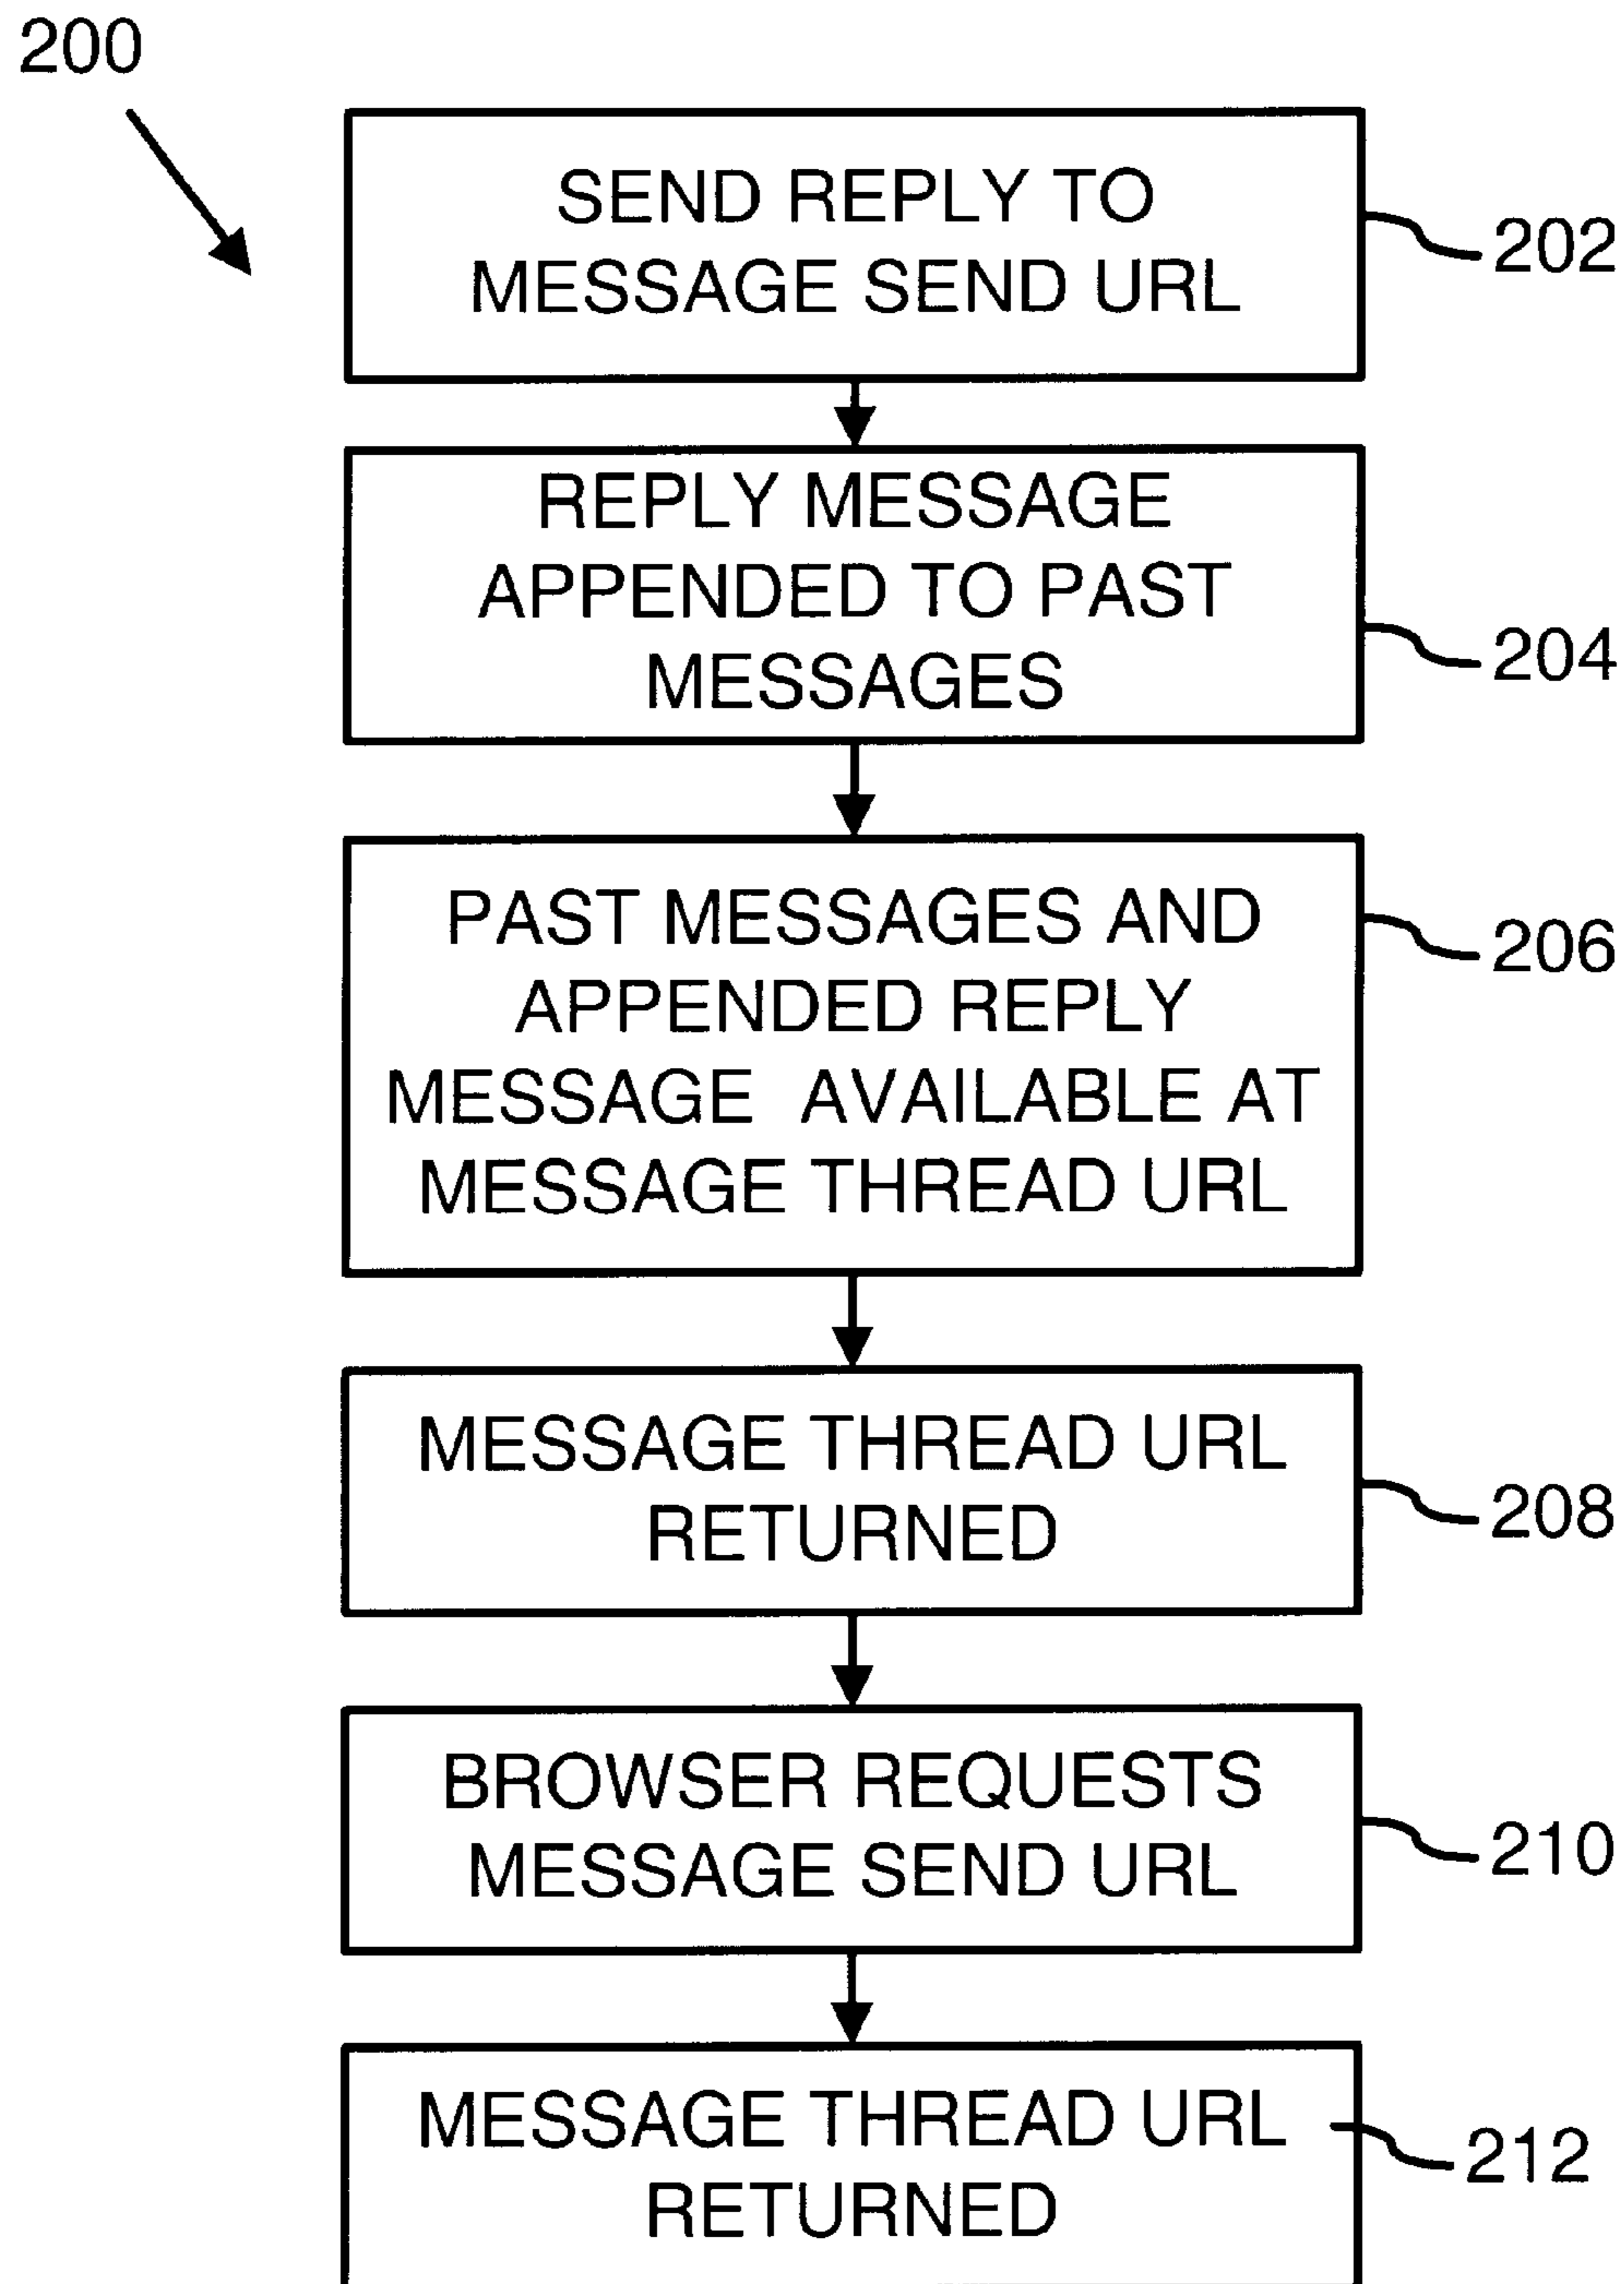 200
SEND REPLY TO
MESSAGE SEND URL
202
REPLY MESSAGE
APPENDED TO PAST
MESSAGES
204
PAST MESSAGES AND
APPENDED REPLY
MESSAGE AVAILABLE AT
MESSAGE THREAD URL
206
MESSAGE THREAD URL
RETURNED
208
BROWSER REQUESTS
MESSAGE SEND URL
210
MESSAGE THREAD URL
RETURNED
212